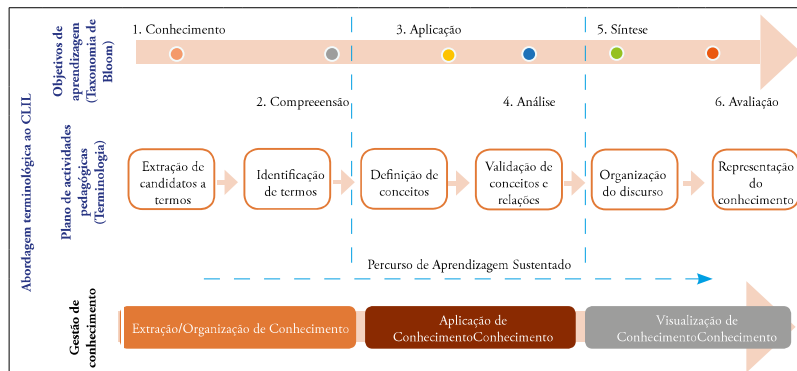 Abordagem terminológica ao CLIL
Objetivos de
aprendizagem
(Taxonomia de
Bloom)
1. Conhecimento
3. Aplicação
5. Síntese
2. Compreeensão
4. Análise
6. Avaliação
Plano de actividades
pedagógicas
(Terminologia)
Extração de
candidatos a
termos
Identificação
de termos
Definição de
conceitos
Validação de
conceitos e
relações
Organização
do discurso
Representação
do
conhecimento
Percurso de Aprendizagem Sustentado
Gestão de
conhecimento
Extração/Organização de Conhecimento
Aplicação de
ConhecimentoConhecimento
Visualização de
ConhecimentoConhecimento